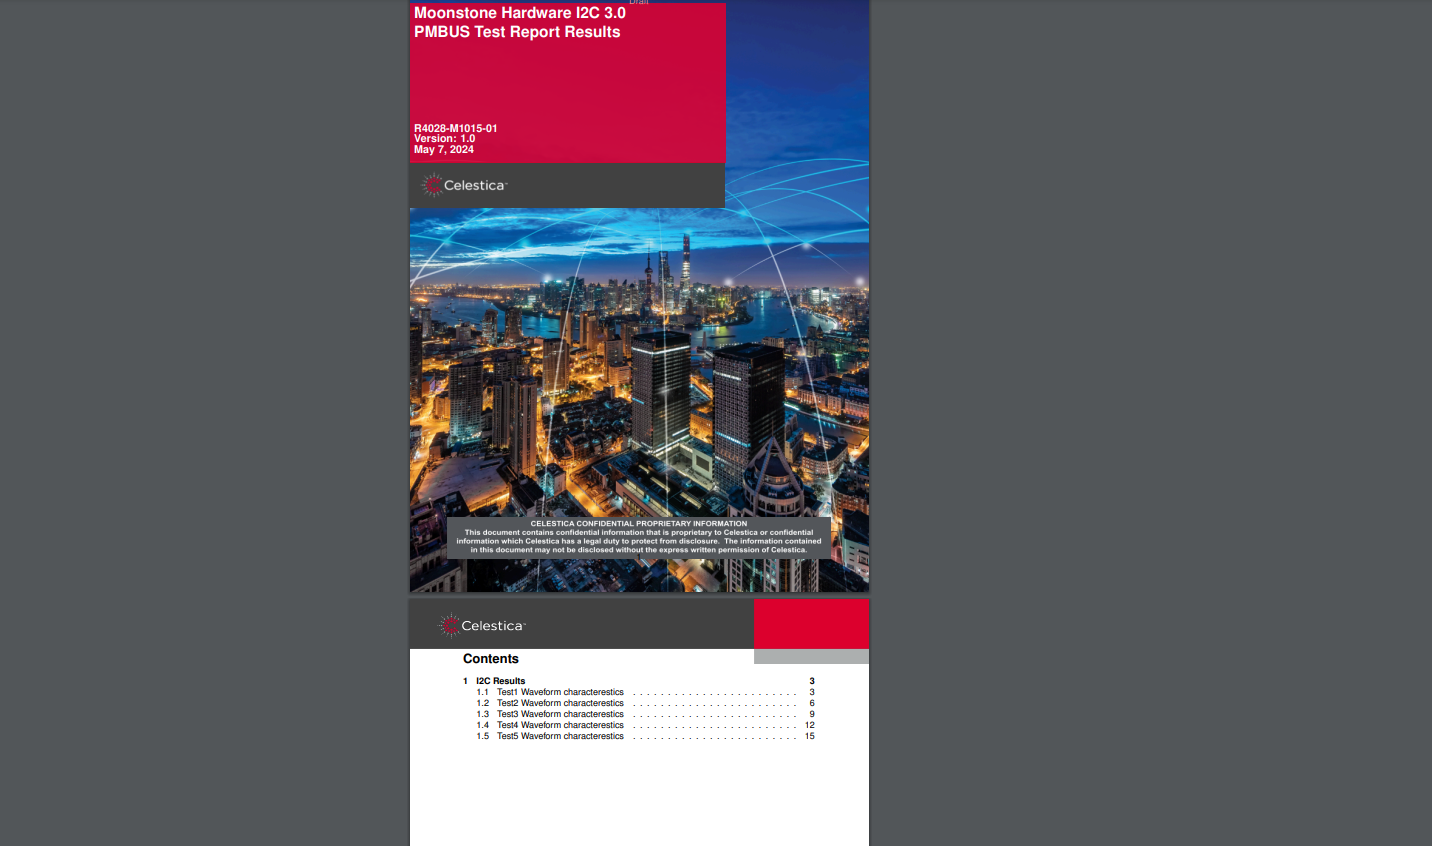 Draft
Moonstone Hardware I2C 3.0
PMBUS Test Report Results
R4028-M1015-01
Version: 1.0
May 7, 2024
Celestica™
CELESTICA CONFIDENTIAL PROPRIETARY INFORMATION
This document contains confidential information that is proprietary to Celestica or confidential
information which Celestica has a legal duty to protect from disclosure. The information contained
in this document may not be disclosed without the express written permission of Celestica.
Celestica™
Contents
1 I2C Results 3
1.1 Test1 Waveform characterestics . . . . . . . . . . . . . . . . . . . . . . . . 3
1.2 Test2 Waveform characterestics . . . . . . . . . . . . . . . . . . . . . . . . 6
1.3 Test3 Waveform characterestics . . . . . . . . . . . . . . . . . . . . . . . . 9
1.4 Test4 Waveform characterestics . . . . . . . . . . . . . . . . . . . . . . . . 12
1.5 Test5 Waveform characterestics . . . . . . . . . . . . . . . . . . . . . . . . 15